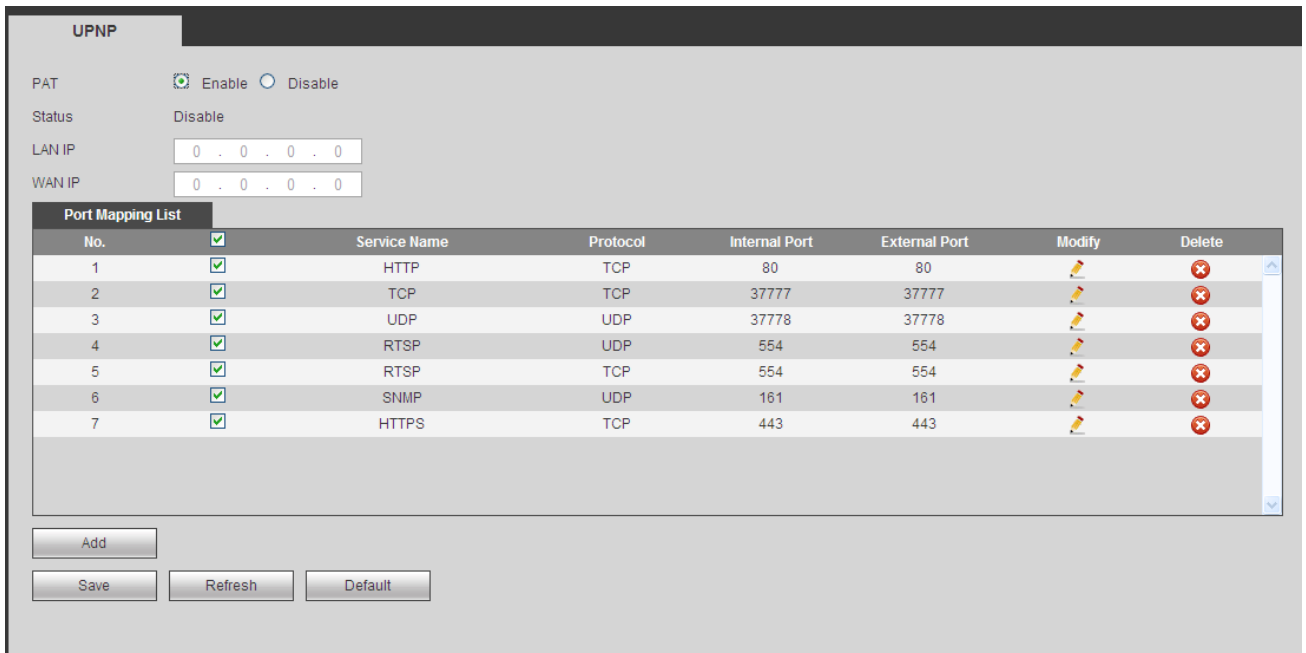 UPNP
PAT Enable Disable
Status Disable
LAN IP 0 . 0 . 0 . 0
WAN IP 0 . 0 . 0 . 0
Port Mapping List
No. Service Name Protocol Internal Port External Port Modify Delete
1 HTTP TCP 80 80
2 TCP TCP 37777 37777
3 UDP UDP 37778 37778
4 RTSP UDP 554 554
5 RTSP TCP 554 554
6 SNMP UDP 161 161
7 HTTPS TCP 443 443
Add
Save Refresh Default